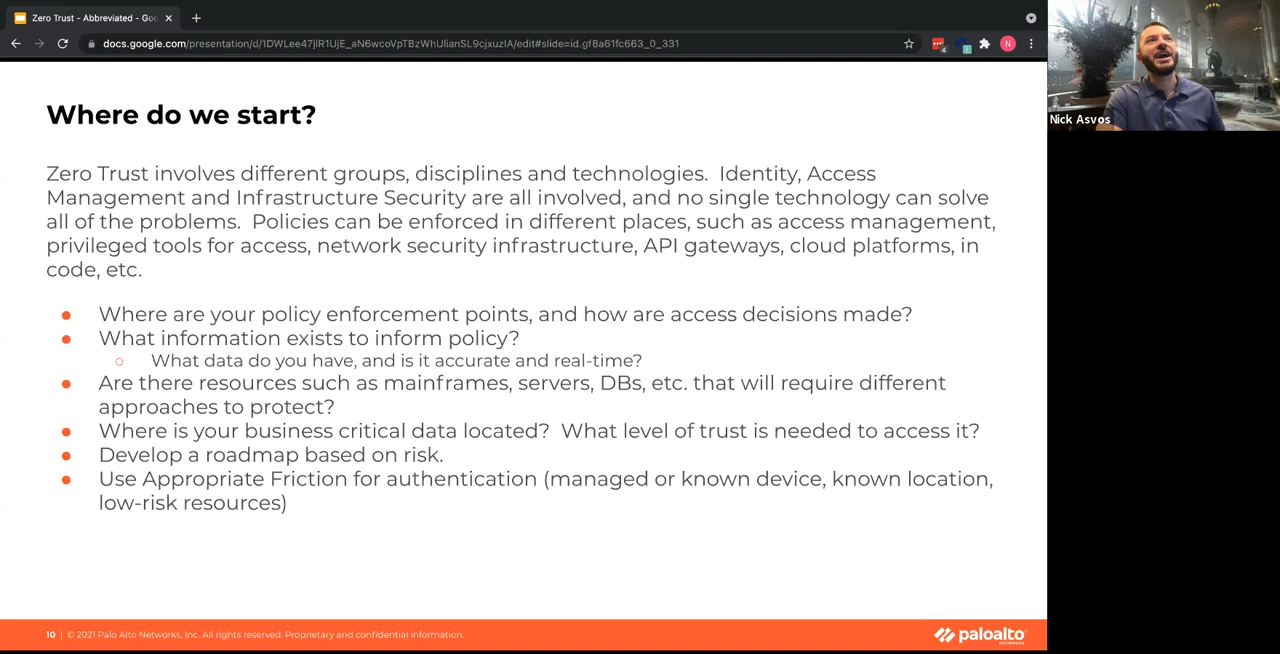 Zero Trust - Abbreviated - Goo
docs.google.com/presentation/d/1DWLee47jlR1UjE_aN6wcoVpTBzWhUlianSL9cjxuzIA/edit#slide=id.gf8a61fc663_0_331
N
Nick Asvos
Where do we start?
Zero Trust involves different groups, disciplines and technologies.  Identity, Access
Management and Infrastructure Security are all involved, and no single technology can solve
all of the problems.  Policies can be enforced in different places, such as access management,
privileged tools for access, network security infrastructure, API gateways, cloud platforms, in
code, etc.
● Where are your policy enforcement points, and how are access decisions made?
● What information exists to inform policy?
○ What data do you have, and is it accurate and real-time?
● Are there resources such as mainframes, servers, DBs, etc. that will require different
approaches to protect?
● Where is your business critical data located?  What level of trust is needed to access it?
● Develop a roadmap based on risk.
● Use Appropriate Friction for authentication (managed or known device, known location,
low-risk resources)
10 | © 2021 Palo Alto Networks, Inc. All rights reserved. Proprietary and confidential information.
paloalto
NETWORKS